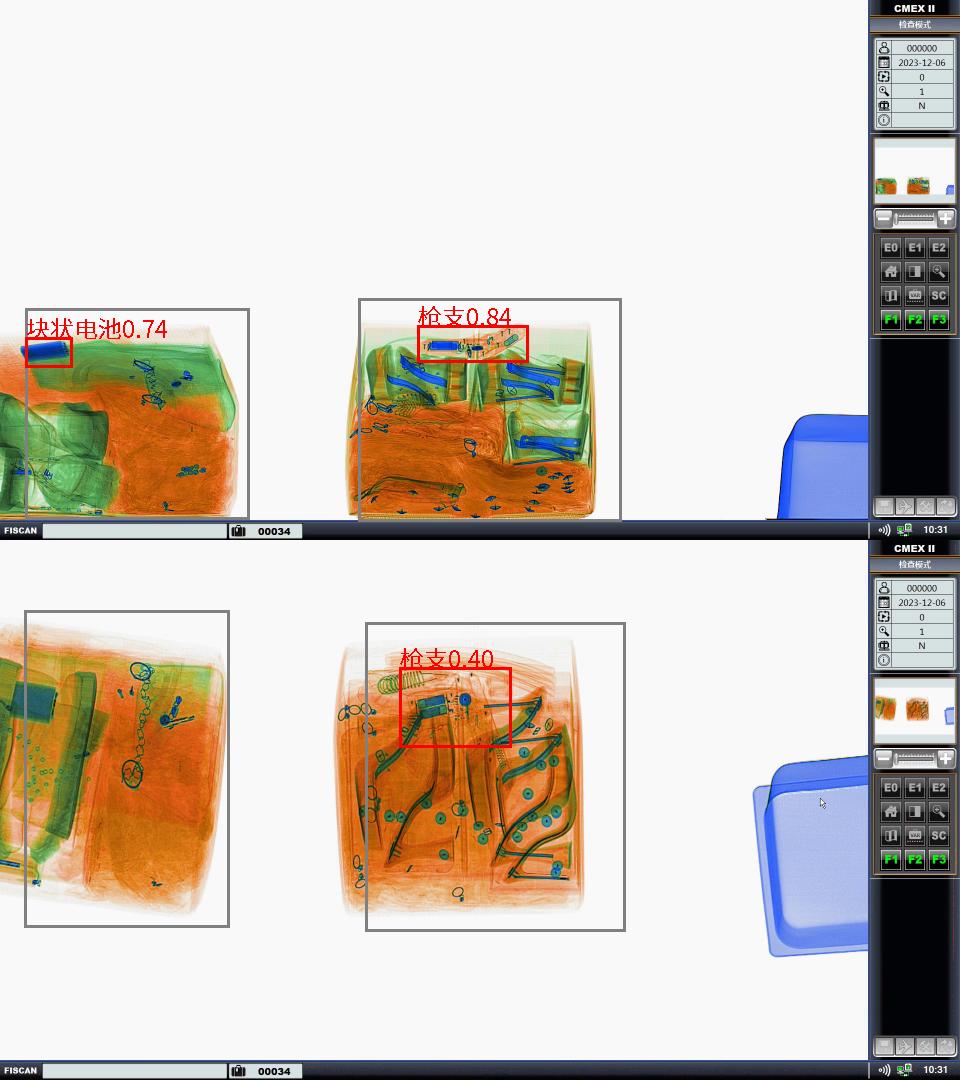 CMEX II
检查模式
000000
2023-12-06
0
1
N
E0 E1 E2
VAR SC
F1 F2 F3
块状电池0.74
枪支0.84
FISCAN 00034 10:31
CMEX II
检查模式
000000
2023-12-06
0
1
N
E0 E1 E2
VAR SC
F1 F2 F3
枪支0.40
FISCAN 00034 10:31